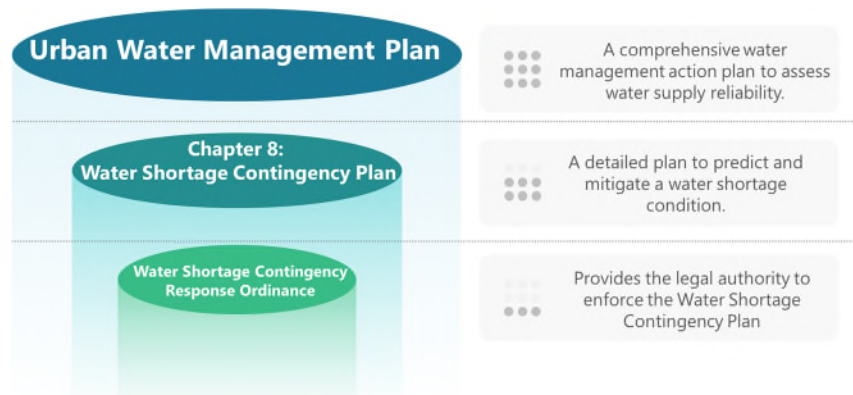 Urban Water Management Plan
A comprehensive water
management action plan to assess
water supply reliability.
Chapter 8:
Water Shortage Contingency Plan
A detailed plan to predict and
mitigate a water shortage
condition.
Water Shortage Contingency
Response Ordinance
Provides the legal authority to
enforce the Water Shortage
Contingency Plan